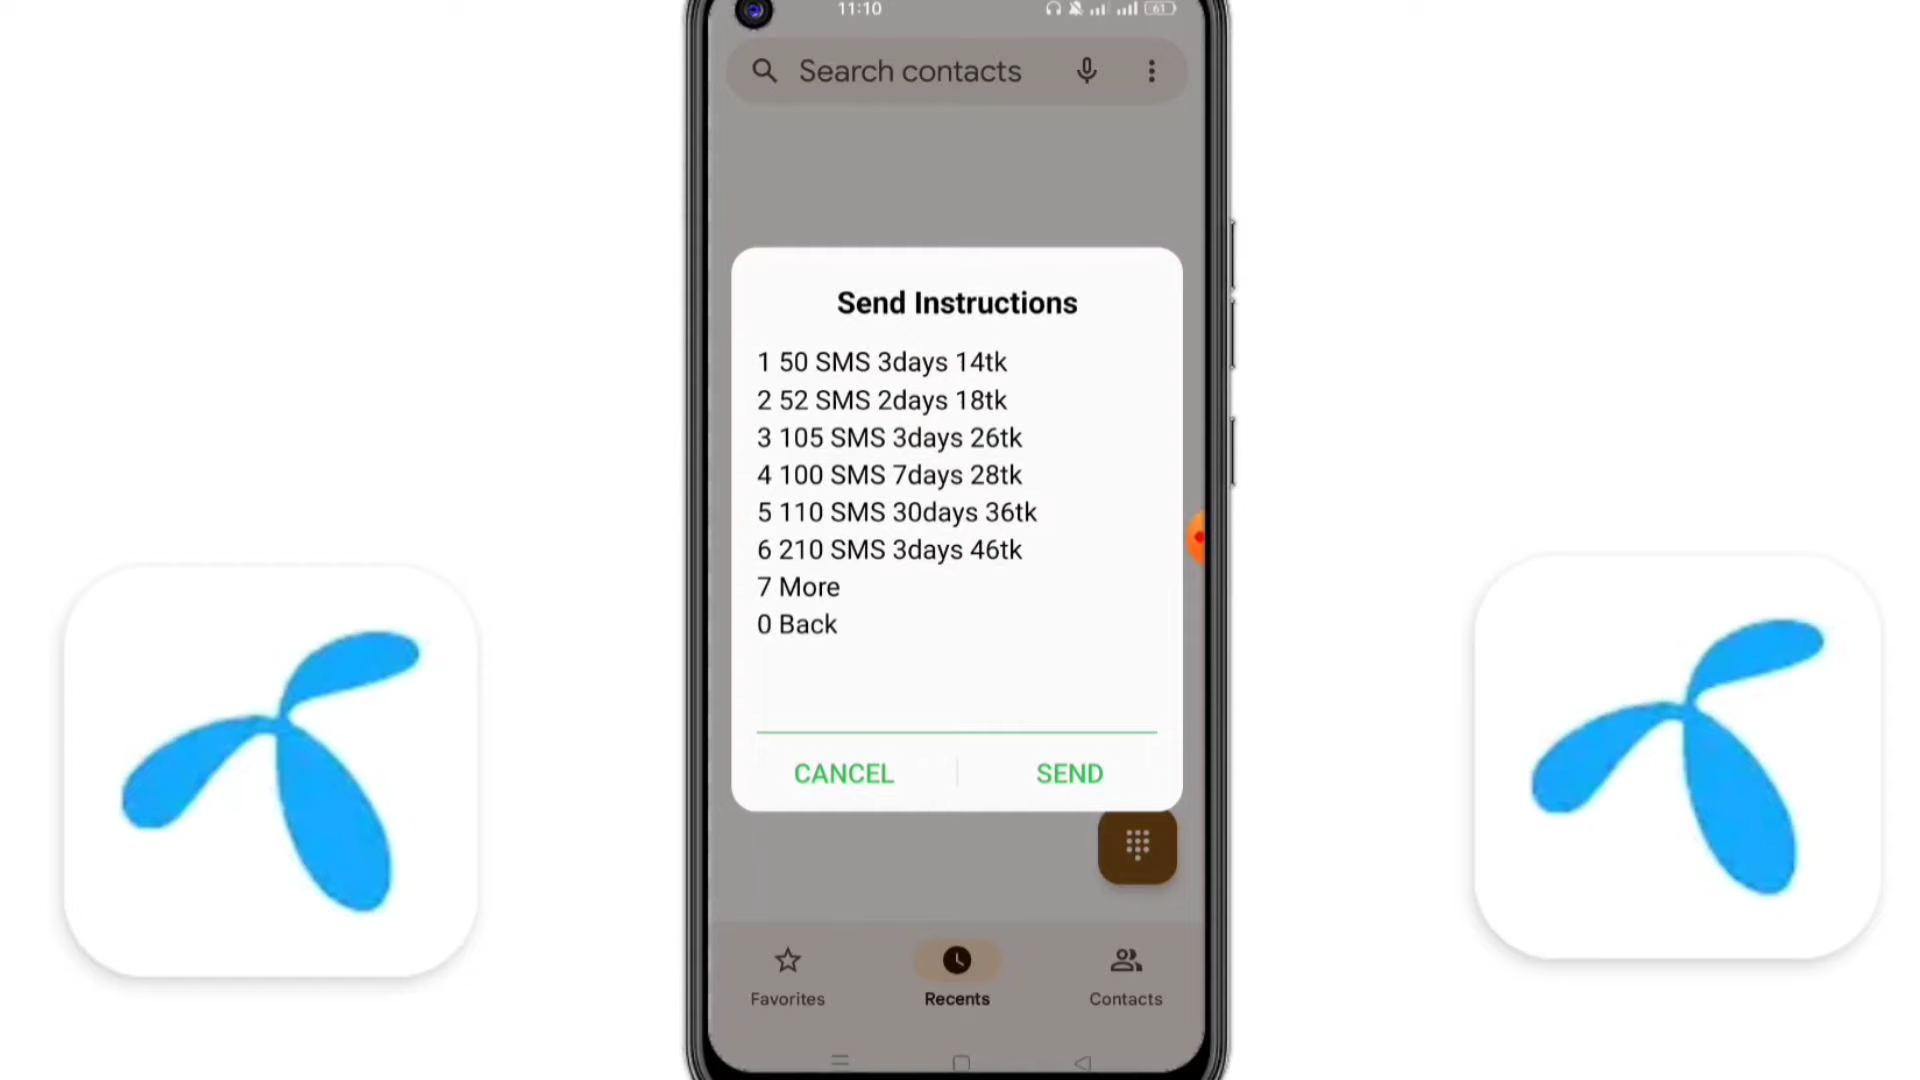 11:10
61
Search contacts
Send Instructions
1 50 SMS 3days 14tk
2 52 SMS 2days 18tk
3 105 SMS 3days 26tk
4 100 SMS 7days 28tk
5 110 SMS 30days 36tk
6 210 SMS 3days 46tk
7 More
0 Back
CANCEL SEND
Favorites Recents Contacts